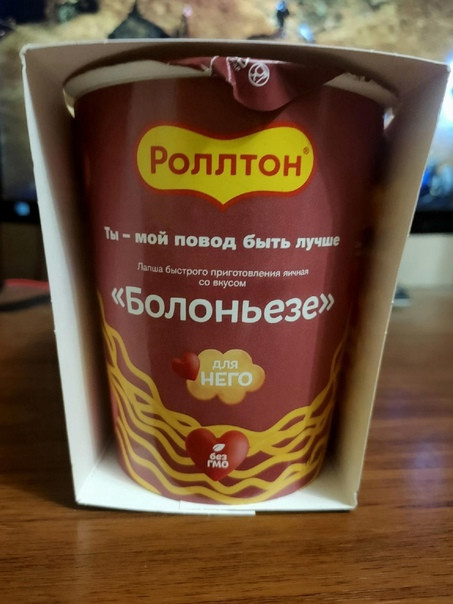 Роллтон®
Ты – мой повод быть лучше
Лапша быстрого приготовления яичная
со вкусом
«Болоньезе»
для
него
без
ГМО